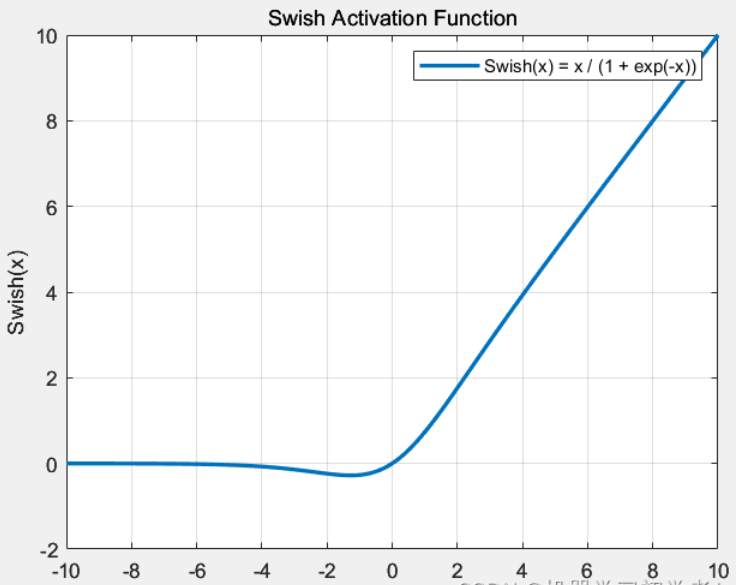 Swish Activation Function
10
Swish(x) = x / (1 + exp(-x))
8
6
Swish(x)
4
2
0
-2
-10 -8 -6 -4 -2 0 2 4 6 8 10